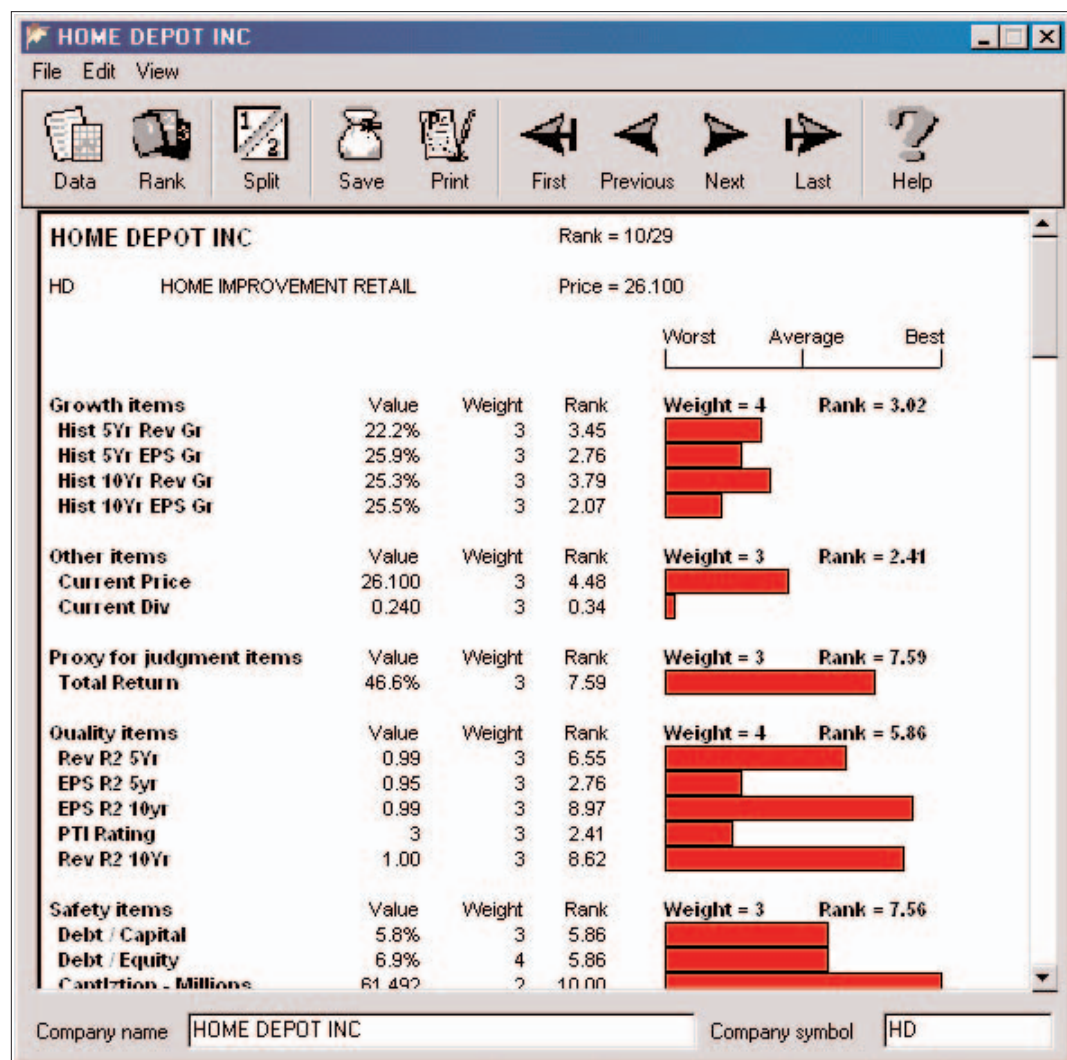 HOME DEPOT INC
File Edit View
1 2
Data Rank Split Save Print First Previous Next Last Help
HOME DEPOT INC Rank = 10/29
HD HOME IMPROVEMENT RETAIL Price = 26.100
Worst Average Best
Growth items Value Weight Rank Weight = 4 Rank = 3.02
Hist 5Yr Rev Gr 22.2% 3 3.45
Hist 5Yr EPS Gr 25.9% 3 2.76
Hist 10Yr Rev Gr 25.3% 3 3.79
Hist 10Yr EPS Gr 25.5% 3 2.07
Other items Value Weight Rank Weight = 3 Rank = 2.41
Current Price 26.100 3 4.48
Current Div 0.240 3 0.34
Proxy for judgment items Value Weight Rank Weight = 3 Rank = 7.59
Total Return 46.6% 3 7.59
Quality items Value Weight Rank Weight = 4 Rank = 5.86
Rev R2 5Yr 0.99 3 6.55
EPS R2 5yr 0.95 3 2.76
EPS R2 10yr 0.99 3 8.97
PTI Rating 3 3 2.41
Rev R2 10Yr 1.00 3 8.62
Safety items Value Weight Rank Weight = 3 Rank = 7.56
Debt / Capital 5.8% 3 5.86
Debt / Equity 6.9% 4 5.86
Captlztion - Millions 61,492 2 10.00
Company name HOME DEPOT INC Company symbol HD